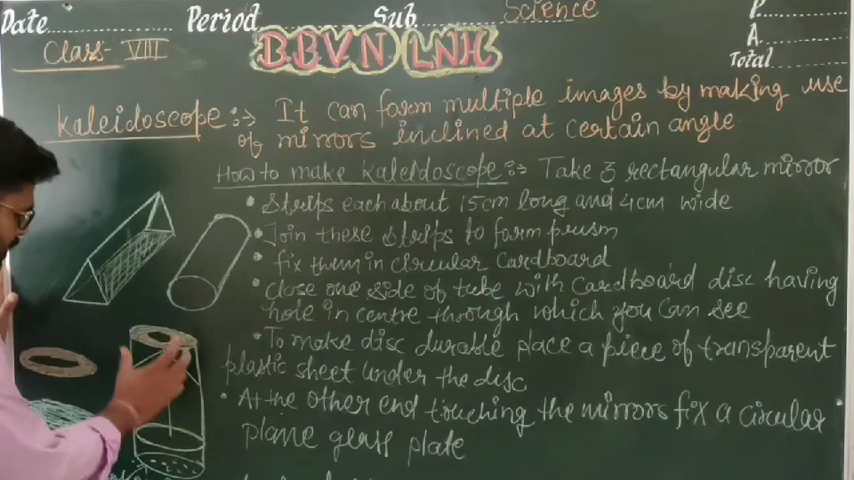 Date Period Sub Science P
A
Class - VIII BBVN LNH Total
Kaleidoscope :→ It can form multiple images by making use
of mirrors inclined at certain angle
How to make kaleidoscope :→ Take 3 rectangular mirror
• Strips each about 15cm long and 4cm wide
• Join these strips to form prism
• fix them in circular cardboard
• close one side of tube with cardboard disc having
hole in centre through which you can see
• To make disc durable place a piece of transparent
plastic sheet under the disc
• At the other end touching the mirrors fix a circular
plane glass plate